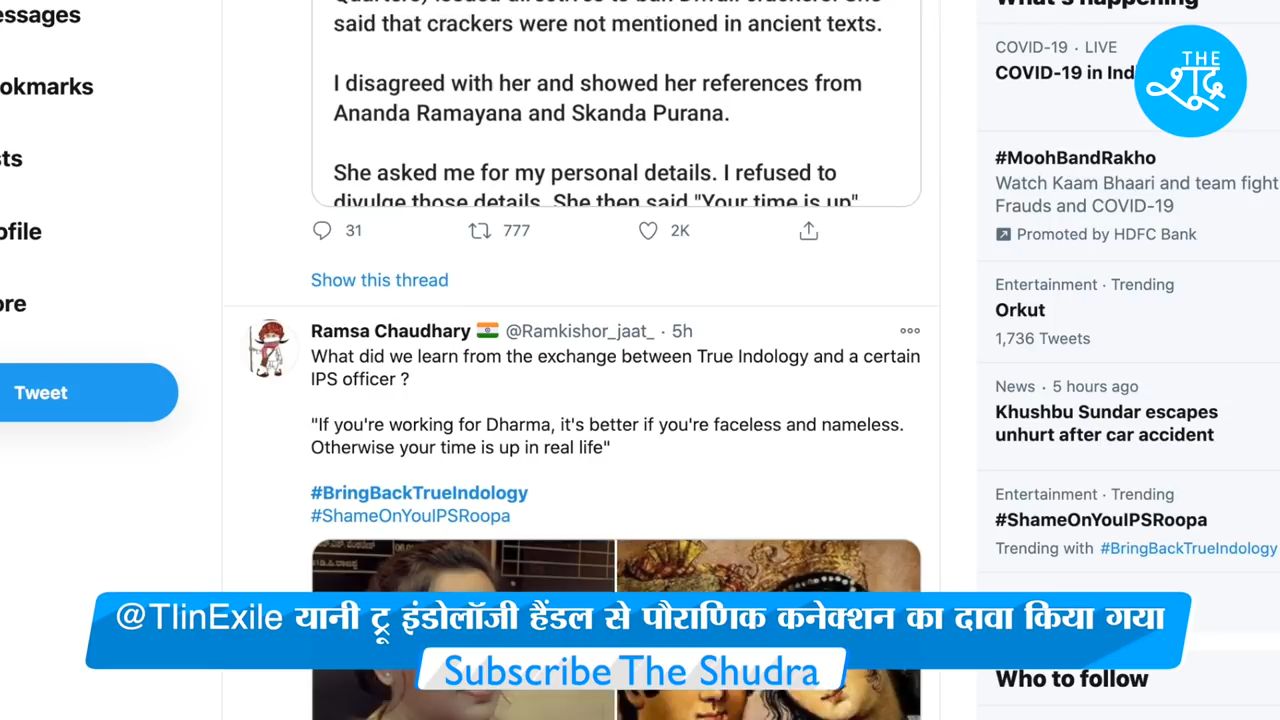 essages
okmarks
sts
ofile
ore
Tweet
said that crackers were not mentioned in ancient texts.
I disagreed with her and showed her references from
Ananda Ramayana and Skanda Purana.
She asked me for my personal details. I refused to
divulge those details. She then said "Your time is up"
31
777
2K
Show this thread
Ramsa Chaudhary @Ramkishor_jaat_ · 5h
What did we learn from the exchange between True Indology and a certain
IPS officer ?
"If you're working for Dharma, it's better if you're faceless and nameless.
Otherwise your time is up in real life"
#BringBackTrueIndology
#ShameOnYouIPSRoopa
What's happening
COVID-19 · LIVE
COVID-19 in Ind
THE
शूद्र
#MoohBandRakho
Watch Kaam Bhaari and team fight
Frauds and COVID-19
Promoted by HDFC Bank
Entertainment · Trending
Orkut
1,736 Tweets
News · 5 hours ago
Khushbu Sundar escapes
unhurt after car accident
Entertainment · Trending
#ShameOnYouIPSRoopa
Trending with #BringBackTrueIndology
Who to follow
@TIinExile यानी ट्रू इंडोलॉजी हैंडल से पौराणिक कनेक्शन का दावा किया गया
Subscribe The Shudra